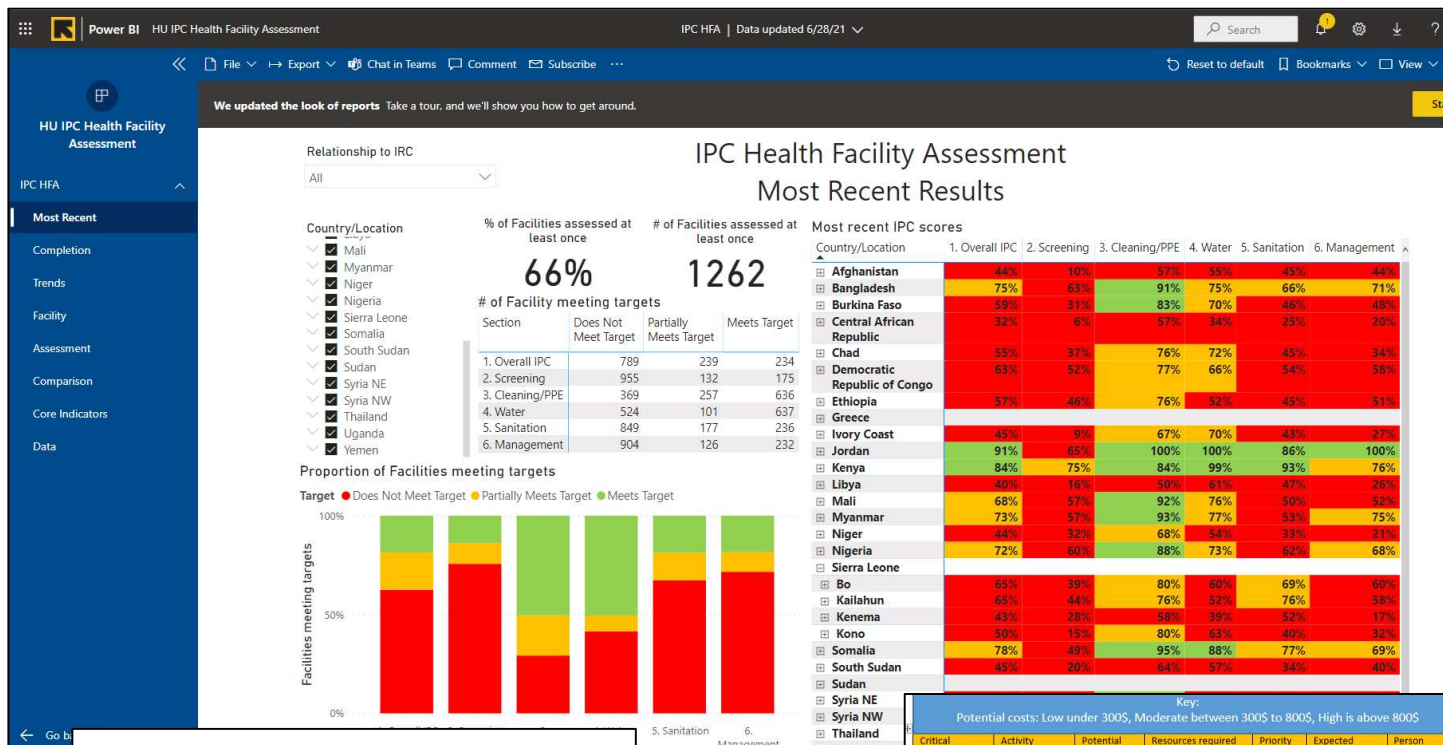 Power BI HU IPC Health Facility Assessment
IPC HFA | Data updated 6/28/21
Search
1
?
File Export Chat in Teams Comment Subscribe ...
Reset to default Bookmarks View
HU IPC Health Facility
Assessment
IPC HFA
Most Recent
Completion
Trends
Facility
Assessment
Comparison
Core Indicators
Data
We updated the look of reports Take a tour, and we'll show you how to get around.
Relationship to IRC
All
IPC Health Facility Assessment
Most Recent Results
Country/Location
Mali
Myanmar
Niger
Nigeria
Sierra Leone
Somalia
South Sudan
Sudan
Syria NE
Syria NW
Thailand
Uganda
Yemen
% of Facilities assessed at
least once
66%
# of Facilities assessed at
least once
1262
# of Facility meeting targets
Section Does Not Meet Target Partially Meets Target Meets Target
1. Overall IPC 789 239 234
2. Screening 955 132 175
3. Cleaning/PPE 369 257 636
4. Water 524 101 637
5. Sanitation 849 177 236
6. Management 904 126 232
Proportion of Facilities meeting targets
Target Does Not Meet Target Partially Meets Target Meets Target
Facilities meeting targets
100%
50%
0%
5. Sanitation
6.
Management
Most recent IPC scores
Country/Location 1. Overall IPC 2. Screening 3. Cleaning/PPE 4. Water 5. Sanitation 6. Management
Afghanistan 44% 10% 57% 55% 45% 44%
Bangladesh 75% 63% 91% 75% 66% 71%
Burkina Faso 59% 31% 83% 70% 46% 48%
Central African Republic 32% 6% 57% 34% 25% 20%
Chad 55% 37% 76% 72% 45% 34%
Democratic Republic of Congo 63% 52% 77% 66% 54% 58%
Ethiopia 57% 46% 76% 52% 45% 51%
Greece
Ivory Coast 45% 9% 67% 70% 43% 27%
Jordan 91% 65% 100% 100% 86% 100%
Kenya 84% 75% 84% 99% 93% 76%
Libya 40% 16% 50% 61% 47% 26%
Mali 68% 57% 92% 76% 50% 52%
Myanmar 73% 57% 93% 77% 53% 75%
Niger 44% 32% 68% 54% 33% 21%
Nigeria 72% 60% 88% 73% 62% 68%
Sierra Leone
Bo 65% 39% 80% 60% 69% 60%
Kailahun 65% 44% 76% 52% 76% 58%
Kenema 43% 28% 58% 39% 52% 17%
Kono 50% 15% 80% 63% 40% 32%
Somalia 78% 49% 95% 88% 77% 69%
South Sudan 45% 20% 64% 57% 34% 40%
Sudan
Syria NE
Syria NW
Thailand
Key:
Potential costs: Low under 300$, Moderate between 300$ to 800$, High is above 800$
Critical Activity Potential Resources required Priority Expected Person